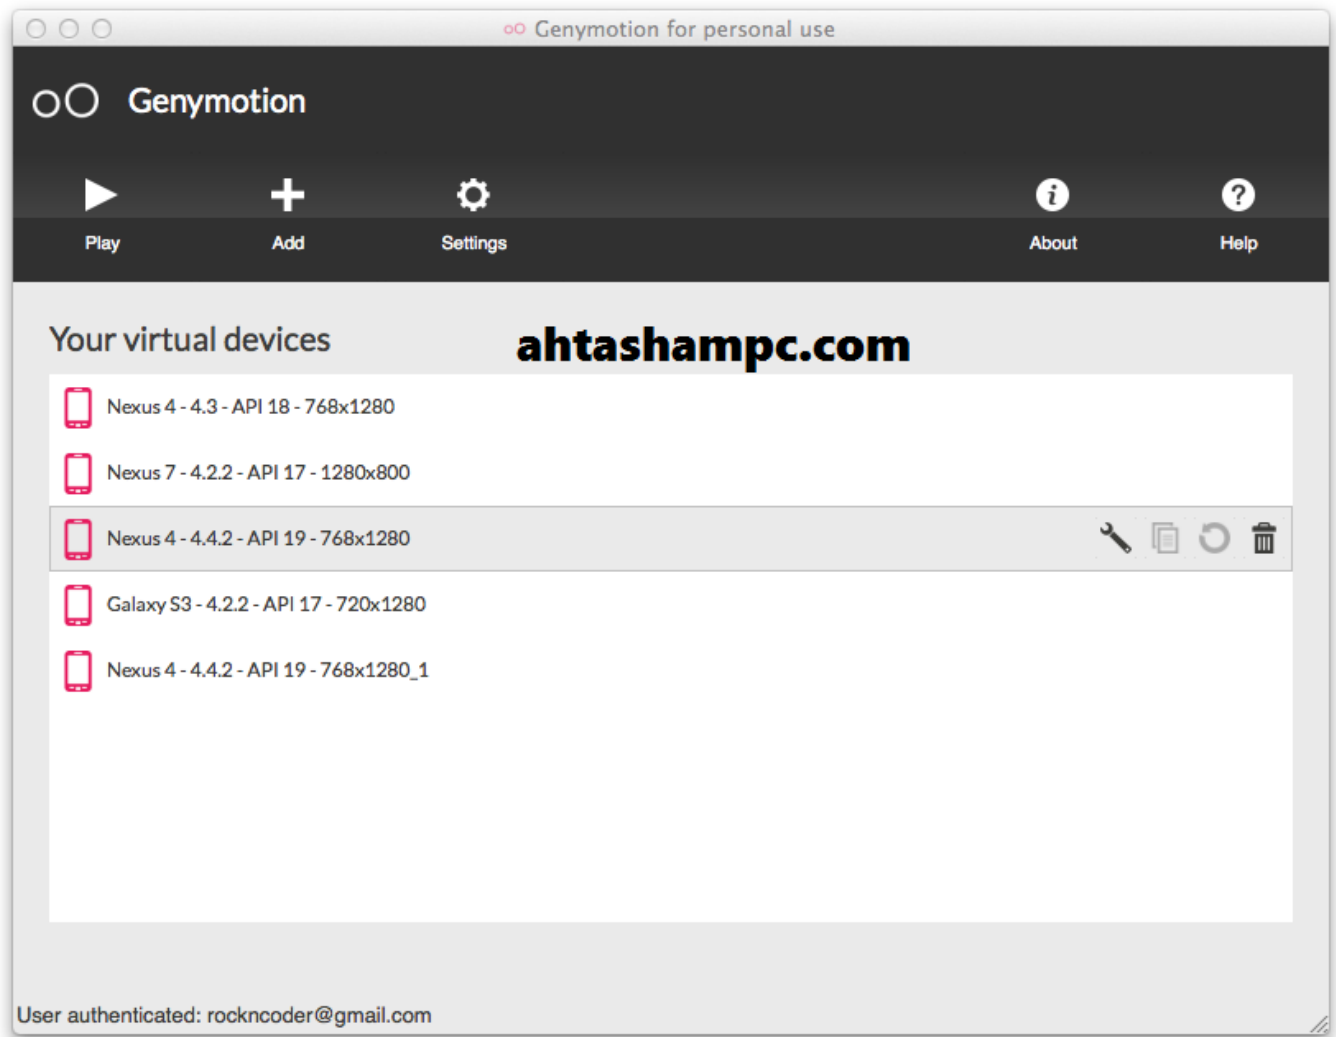 Genymotion for personal use
Genymotion
Play Add Settings About Help
Your virtual devices
ahtashampc.com
Nexus 4 - 4.3 - API 18 - 768x1280
Nexus 7 - 4.2.2 - API 17 - 1280x800
Nexus 4 - 4.4.2 - API 19 - 768x1280
Galaxy S3 - 4.2.2 - API 17 - 720x1280
Nexus 4 - 4.4.2 - API 19 - 768x1280_1
User authenticated: rockncoder@gmail.com